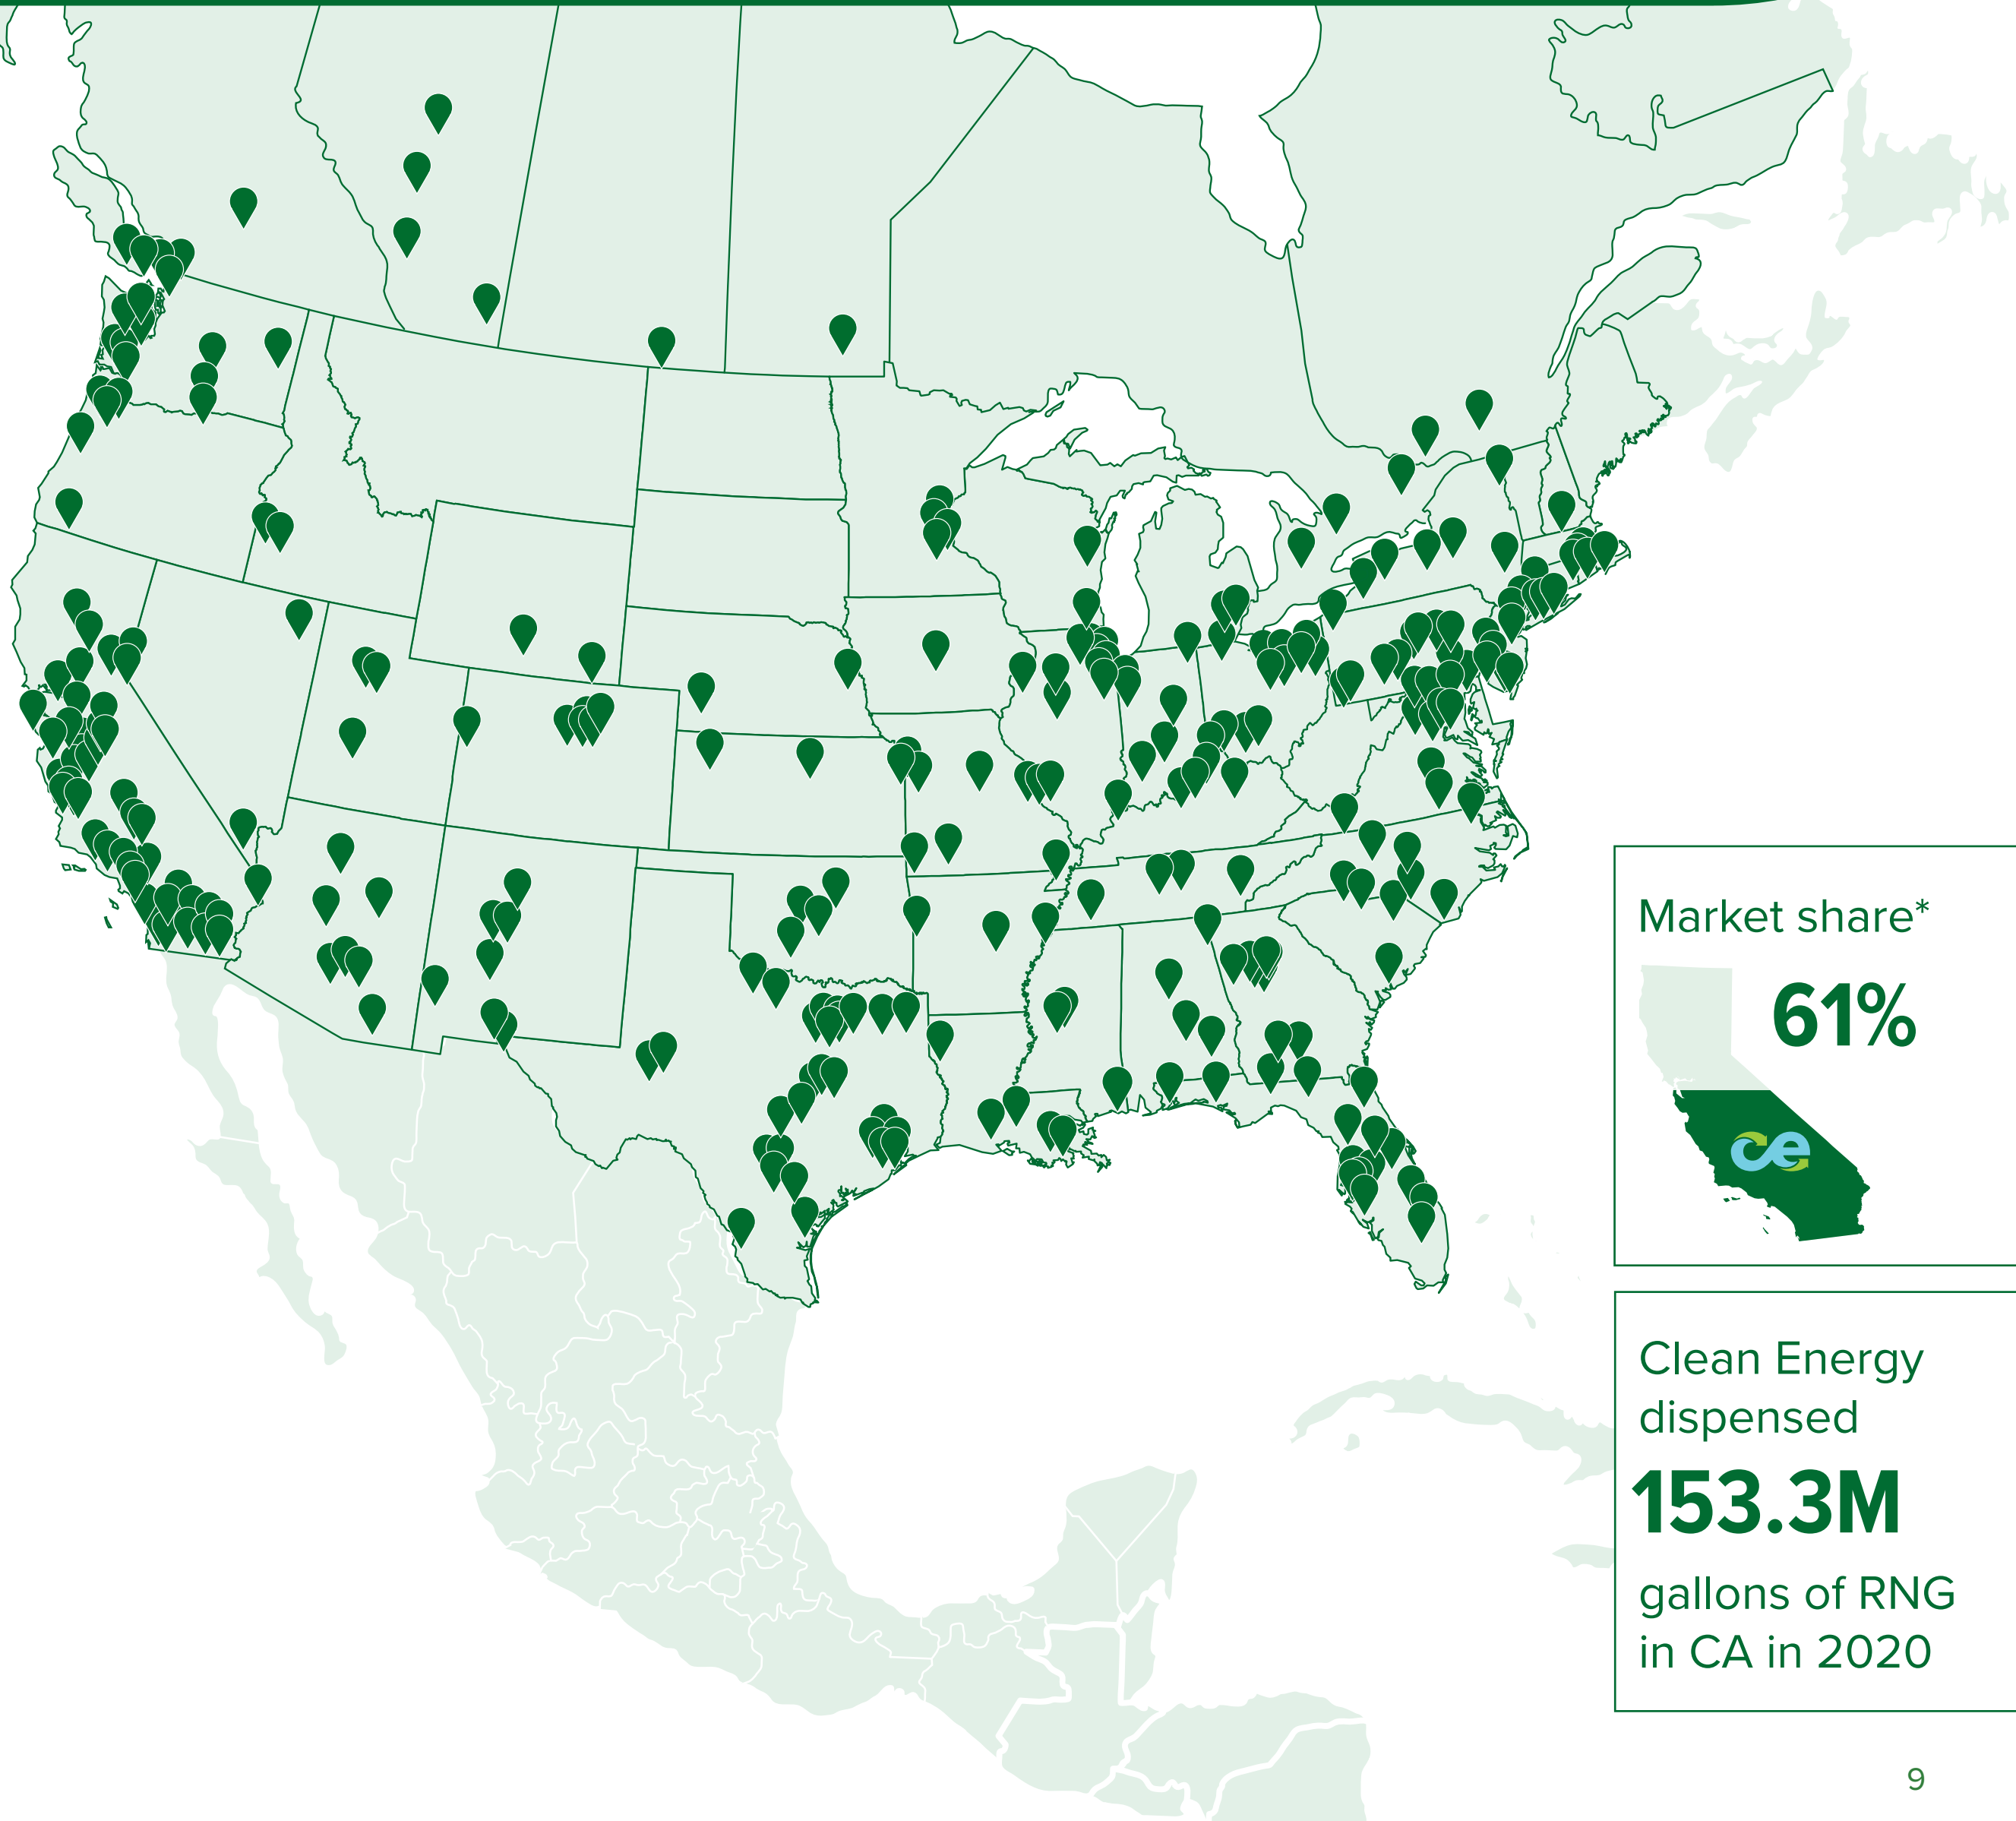 Market share*
61%
ce
Clean Energy
dispensed
153.3M
gallons of RNG
in CA in 2020
9